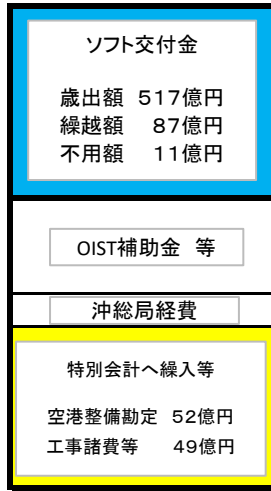 ソフト交付金
歳出額 ５１７億円
繰越額 ８７億円
不用額 １１億円
OIST補助金 等
沖総局経費
特別会計へ繰入等
空港整備勘定 ５２億円
工事諸費等 ４９億円